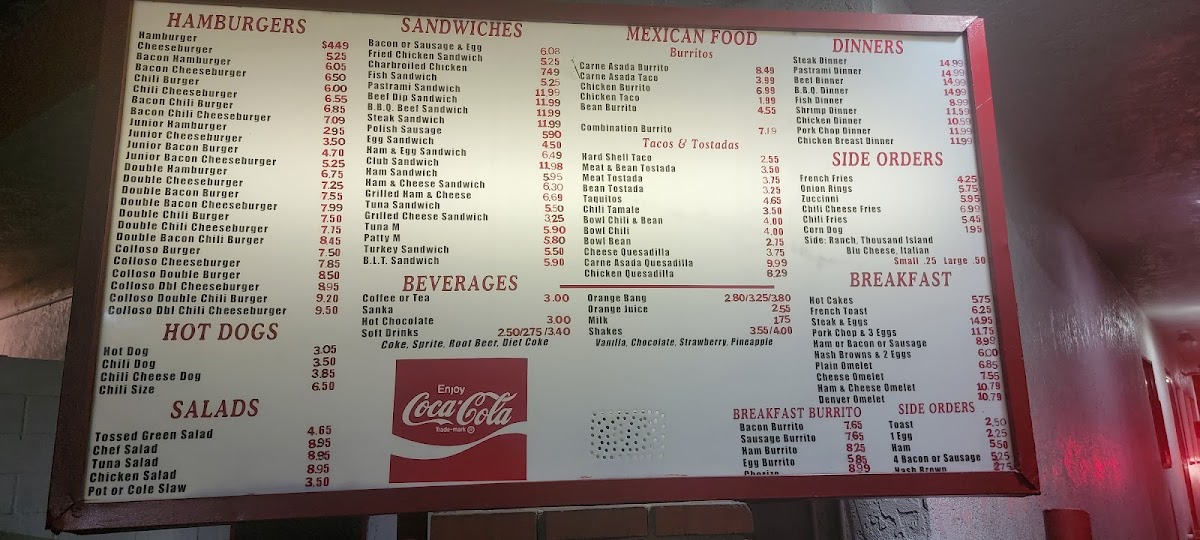 HAMBURGERS
Hamburger $4.49
Cheeseburger 5.25
Bacon Hamburger 6.05
Bacon Cheeseburger 6.50
Chili Burger 6.00
Chili Cheeseburger 6.55
Bacon Chili Burger 6.85
Bacon Chili Cheeseburger 7.09
Junior Hamburger 2.95
Junior Cheeseburger 3.50
Junior Bacon Burger 4.70
Junior Bacon Cheeseburger 5.25
Double Hamburger 6.75
Double Cheeseburger 7.25
Double Bacon Burger 7.55
Double Bacon Cheeseburger 7.99
Double Chili Burger 7.50
Double Chili Cheeseburger 7.75
Double Bacon Chili Burger 8.45
Colloso Burger 7.50
Colloso Cheeseburger 7.85
Colloso Double Burger 8.50
Colloso Dbl Cheeseburger 8.95
Colloso Double Chili Burger 9.20
Colloso Dbl Chili Cheeseburger 9.50
HOT DOGS
Hot Dog 3.05
Chili Dog 3.50
Chili Cheese Dog 3.85
Chili Size 6.50
SALADS
Tossed Green Salad 4.65
Chef Salad 8.95
Tuna Salad 8.95
Chicken Salad 8.95
Pot or Cole Slaw 3.50
SANDWICHES
Bacon or Sausage & Egg 6.08
Fried Chicken Sandwich 5.25
Charbroiled Chicken 7.49
Fish Sandwich 5.25
Pastrami Sandwich 11.99
Beef Dip Sandwich 11.99
B.B.Q. Beef Sandwich 11.99
Steak Sandwich 11.99
Polish Sausage 5.90
Egg Sandwich 4.50
Ham & Egg Sandwich 6.49
Club Sandwich 11.98
Ham Sandwich 5.95
Ham & Cheese Sandwich 6.30
Grilled Ham & Cheese 6.69
Tuna Sandwich 5.50
Grilled Cheese Sandwich 3.25
Tuna M 5.90
Patty M 5.80
Turkey Sandwich 5.50
B.L.T. Sandwich 5.90
BEVERAGES
Coffee or Tea 3.00
Sanka
Hot Chocolate 3.00
Soft Drinks 2.50/2.75/3.40
Coke, Sprite, Root Beer, Diet Coke
Orange Bang 2.80/3.25/3.80
Orange Juice 2.55
Milk 1.75
Shakes 3.55/4.00
Vanilla, Chocolate, Strawberry, Pineapple
Enjoy
Coca-Cola
Trade-mark ®
MEXICAN FOOD
Burritos
Carne Asada Burrito 8.49
Carne Asada Taco 3.99
Chicken Burrito 6.99
Chicken Taco 1.99
Bean Burrito 4.55
Combination Burrito 7.19
Tacos & Tostadas
Hard Shell Taco 2.55
Meat & Bean Tostada 3.50
Meat Tostada 3.75
Bean Tostada 3.25
Taquitos 4.65
Chili Tamale 3.50
Bowl Chili & Bean 4.00
Bowl Chili 4.00
Bowl Bean 2.75
Cheese Quesadilla 3.75
Carne Asada Quesadilla 9.99
Chicken Quesadilla 8.29
DINNERS
Steak Dinner 14.99
Pastrami Dinner 14.99
Beef Dinner 14.99
B.B.Q. Dinner 14.99
Fish Dinner 8.99
Shrimp Dinner 11.59
Chicken Dinner 10.59
Pork Chop Dinner 11.99
Chicken Breast Dinner 11.99
SIDE ORDERS
French Fries 4.25
Onion Rings 5.75
Zuccinni 5.95
Chili Cheese Fries 6.99
Chili Fries 5.45
Corn Dog 1.95
Side: Ranch, Thousand Island
Blu Cheese, Italian
Small .25 Large .50
BREAKFAST
Hot Cakes 5.75
French Toast 6.25
Steak & Eggs 14.95
Pork Chop & 3 Eggs 11.75
Ham or Bacon or Sausage 8.99
Hash Browns & 2 Eggs 6.00
Plain Omelet 6.85
Cheese Omelet 7.55
Ham & Cheese Omelet 10.79
Denver Omelet 10.79
BREAKFAST BURRITO
Bacon Burrito 7.65
Sausage Burrito 7.65
Ham Burrito 8.25
Egg Burrito 5.85
Chorizo 8.99
SIDE ORDERS
Toast 2.50
1 Egg 2.25
Ham 5.50
4 Bacon or Sausage 5.25
Hash Brown 2.75